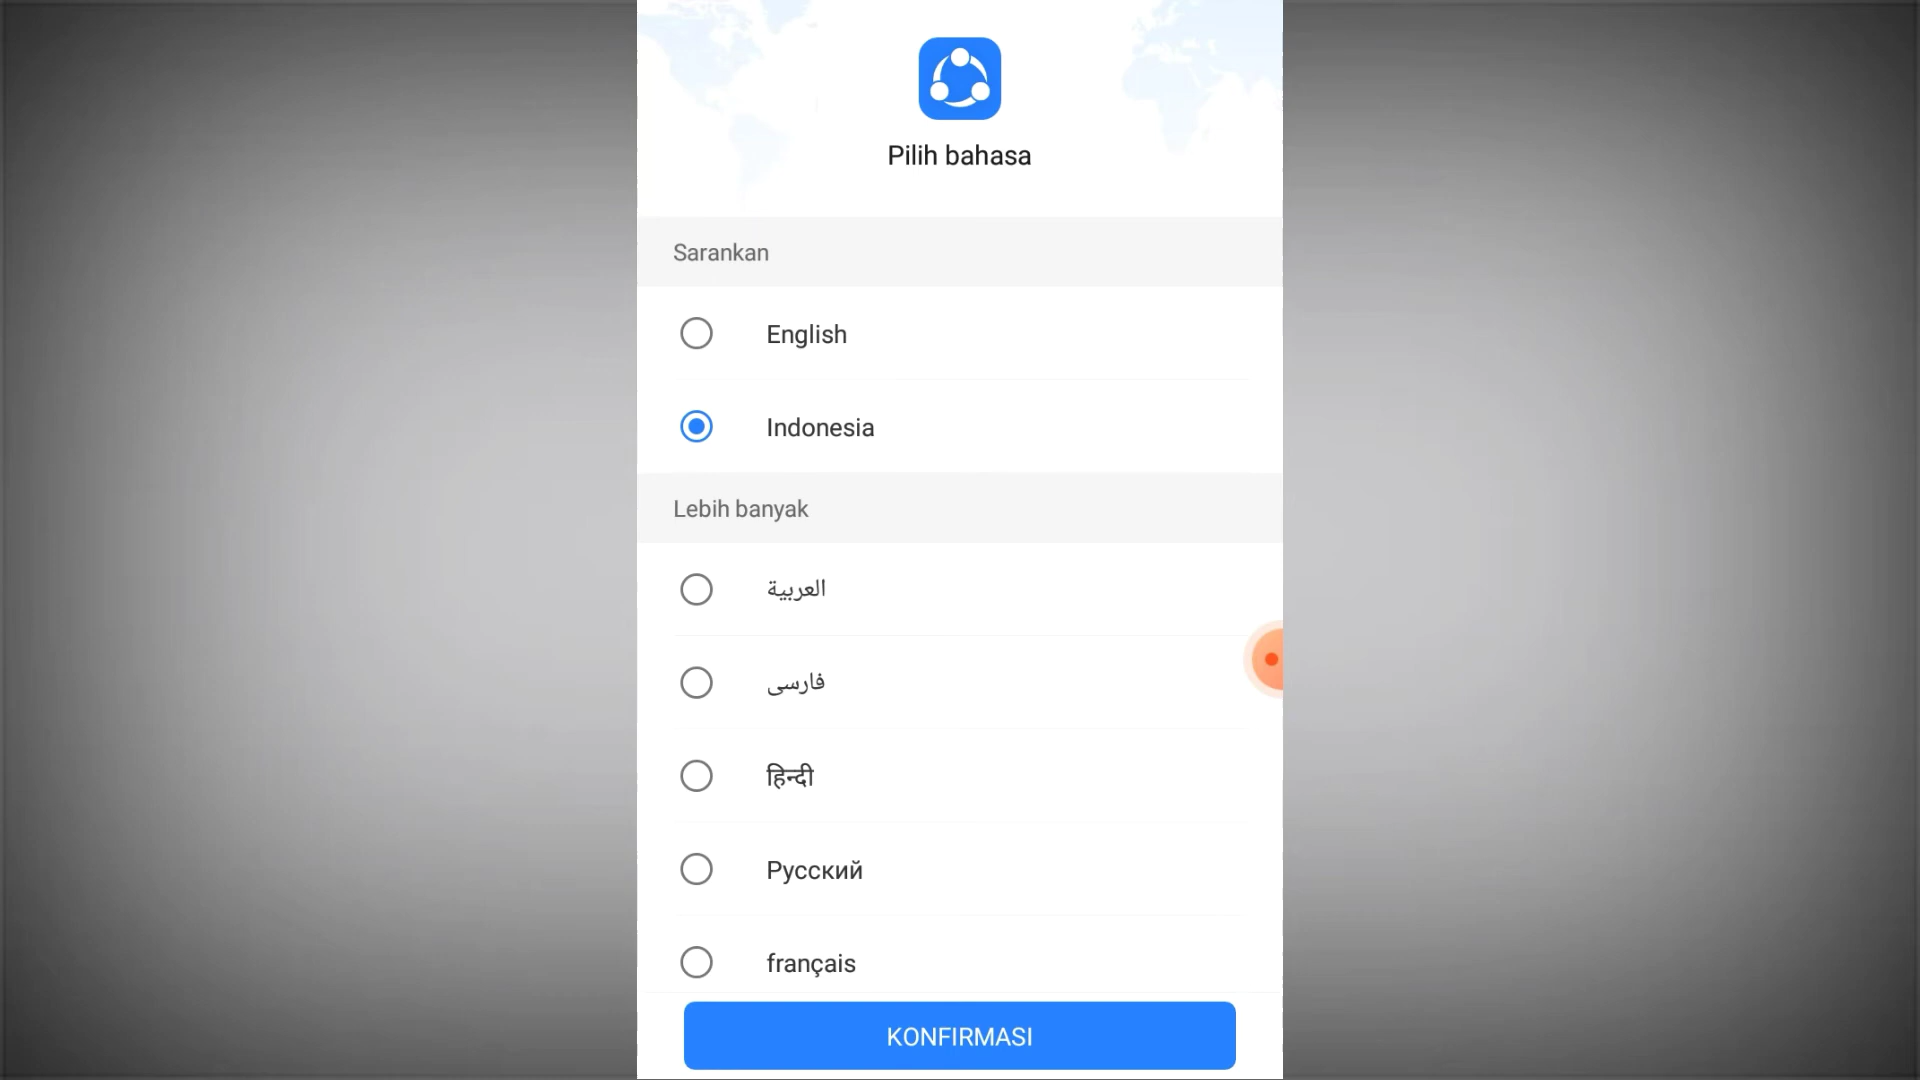 Pilih bahasa
Sarankan
English
Indonesia
Lebih banyak
العربية
فارسی
हिन्दी
Русский
français
KONFIRMASI